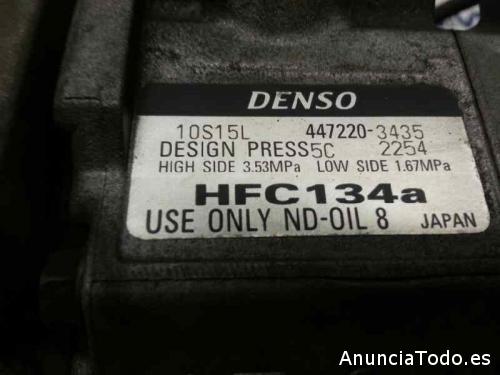 DENSO
10S15L 447220-3435
DESIGN PRESS5C 2254
HIGH SIDE 3.53MPa LOW SIDE 1.67MPa
HFC134a
USE ONLY ND-OIL 8 JAPAN
AnunciaTodo.es